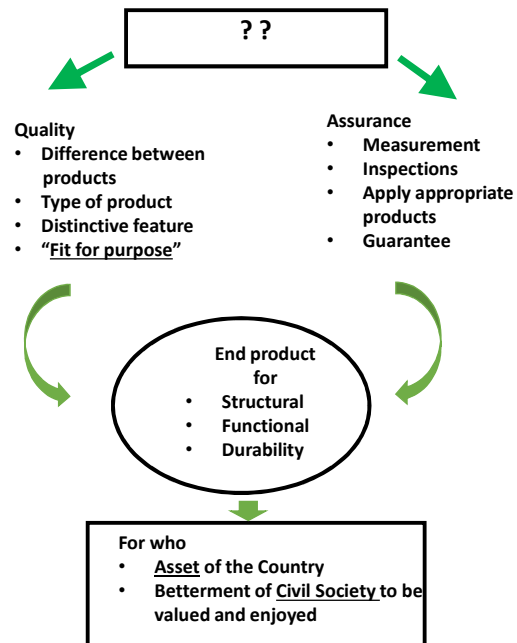 ? ?
Quality
• Difference between
products
• Type of product
• Distinctive feature
• “Fit for purpose”
Assurance
• Measurement
• Inspections
• Apply appropriate
products
• Guarantee
End product
for
• Structural
• Functional
• Durability
For who
• Asset of the Country
• Betterment of Civil Society to be
valued and enjoyed